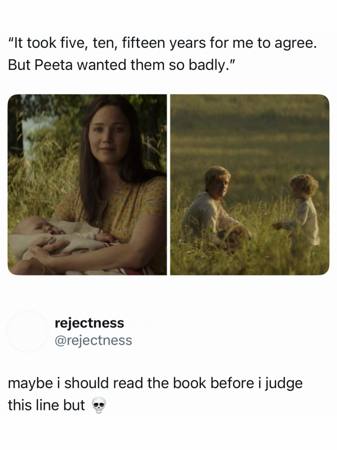 “It took five, ten, fifteen years for me to agree.
But Peeta wanted them so badly.”
rejectness
@rejectness
maybe i should read the book before i judge
this line but 💀